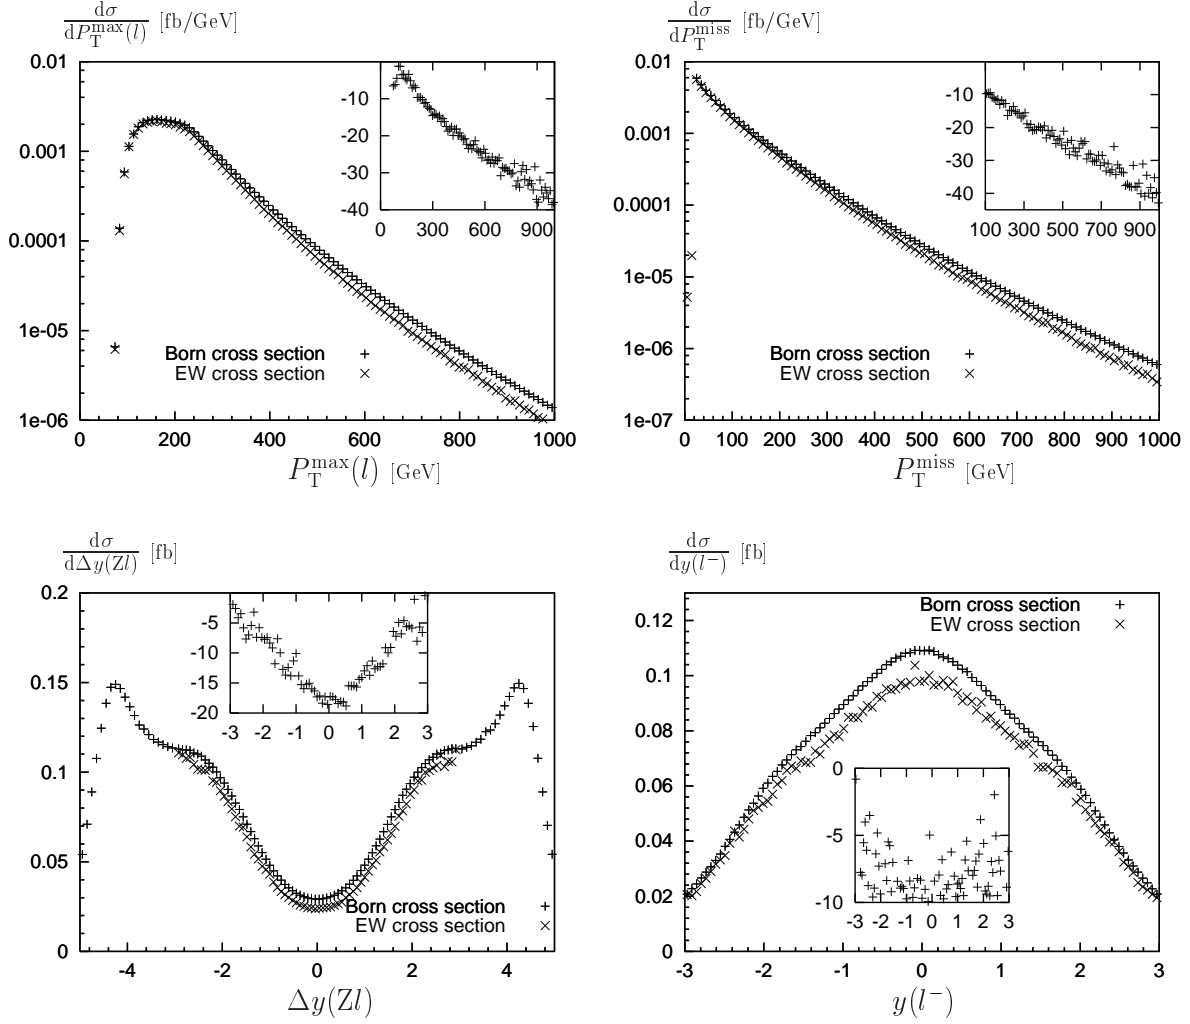 dσ/dP_T^max(l) [fb/GeV]
0.01
0.001
0.0001
1e-05
1e-06
0 200 400 600 800 1000
P_T^max(l) [GeV]
Born cross section +
EW cross section ×
0 300 600 900
-10
-20
-30
-40
dσ/dP_T^miss [fb/GeV]
0.01
0.001
0.0001
1e-05
1e-06
1e-07
0 100 200 300 400 500 600 700 800 900 1000
P_T^miss [GeV]
Born cross section +
EW cross section ×
-10
-20
-30
-40
100 300 500 700 900
dσ/dΔy(Zl) [fb]
0.2
0.15
0.1
0.05
0
-4 -2 0 2 4
Δy(Zl)
Born cross section +
EW cross section ×
-5
-10
-15
-20
-3 -2 -1 0 1 2 3
dσ/dy(l⁻) [fb]
0.12
0.1
0.08
0.06
0.04
0.02
0
-3 -2 -1 0 1 2 3
y(l⁻)
Born cross section +
EW cross section ×
0
-5
-10
-3 -2 -1 0 1 2 3